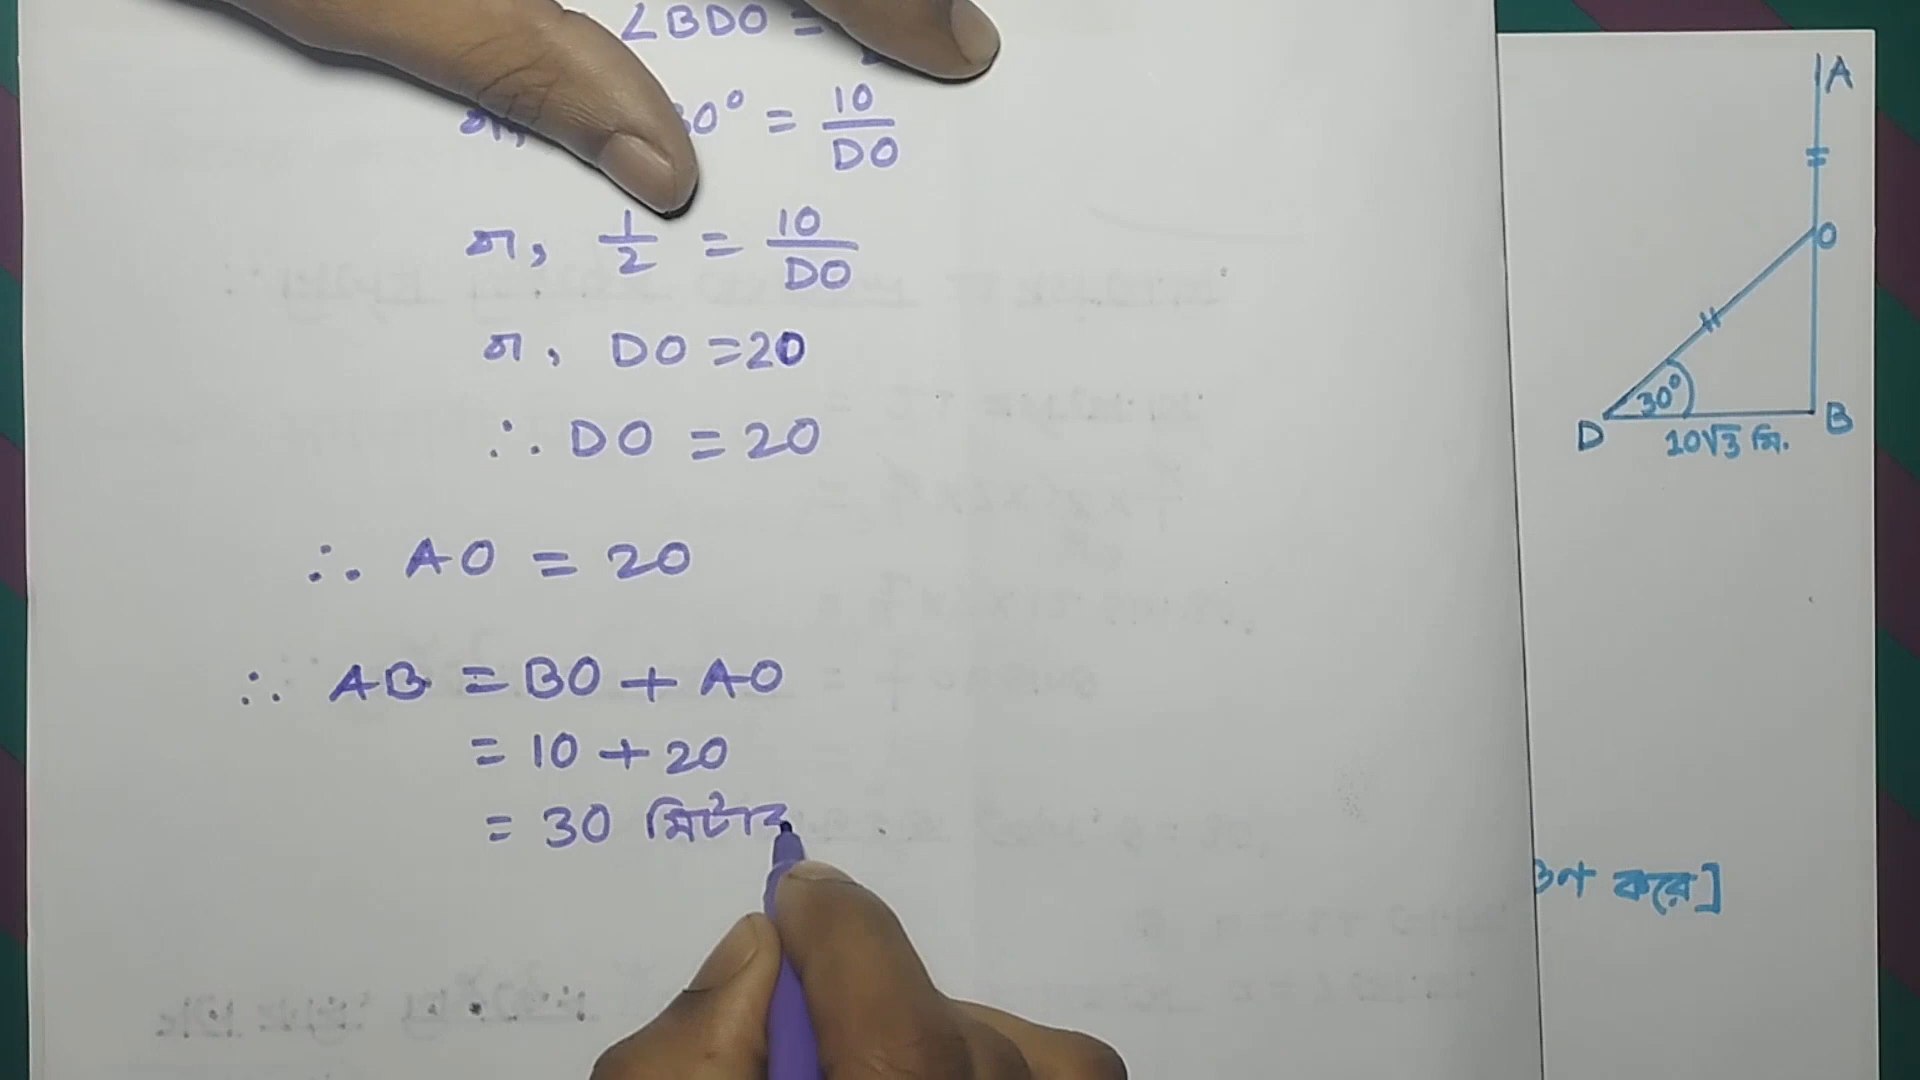 ∠BDO =
বা, 30° = 10/DO
বা, 1/2 = 10/DO
বা, DO = 20
∴ DO = 20
∴ AO = 20
∴ AB = BO + AO
= 10 + 20
= 30 মিটার
A
O
30°
D
B
10√3 মি.
করে]